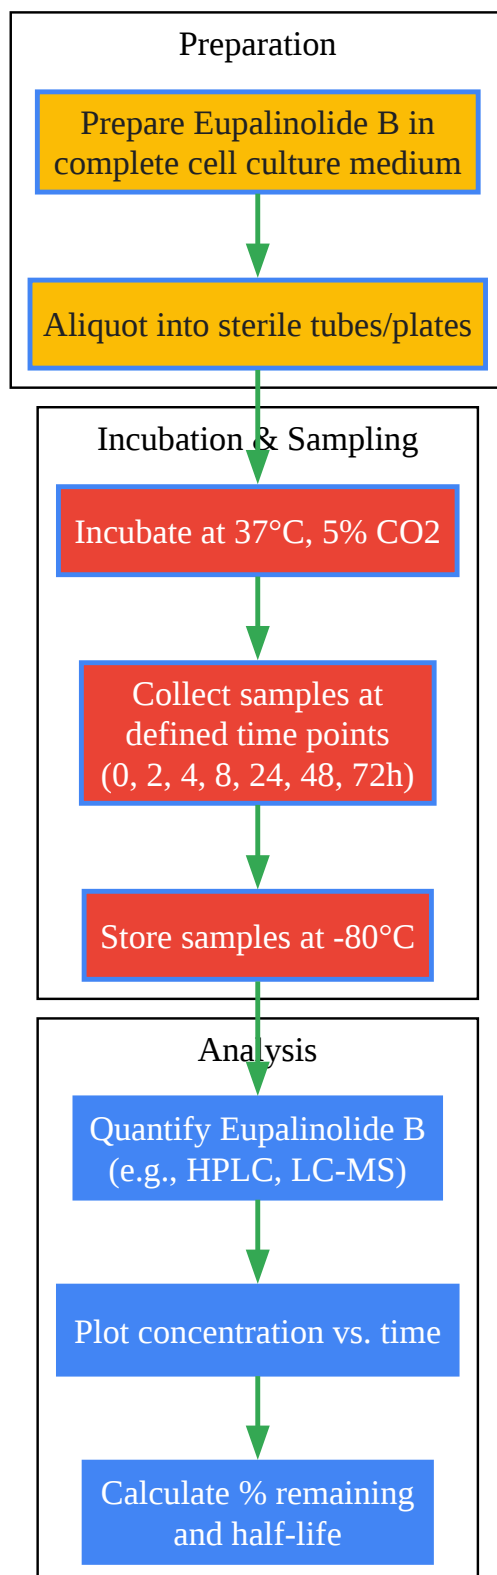 Preparation
Prepare Eupalinolide B in
complete cell culture medium
Aliquot into sterile tubes/plates
Incubation & Sampling
Incubate at 37°C, 5% CO2
Collect samples at
defined time points
(0, 2, 4, 8, 24, 48, 72h)
Store samples at -80°C
Analysis
Quantify Eupalinolide B
(e.g., HPLC, LC-MS)
Plot concentration vs. time
Calculate % remaining
and half-life